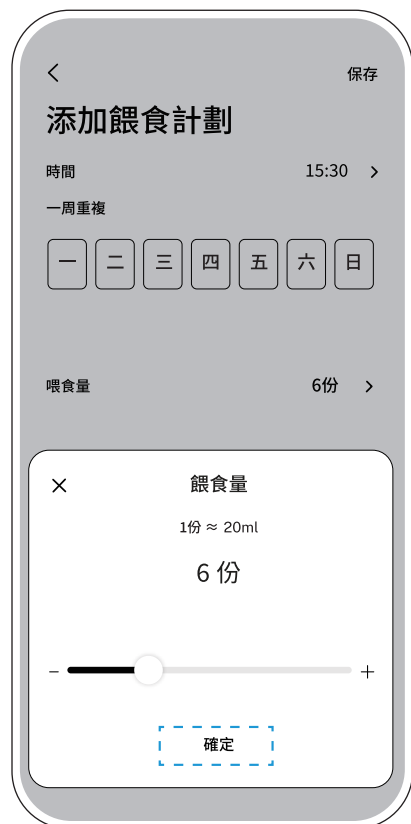 保存
添加餵食計劃
時間 15:30
一周重複
一 二 三 四 五 六 日
喂食量 6份
餵食量
1份 ≈ 20ml
6 份
確定